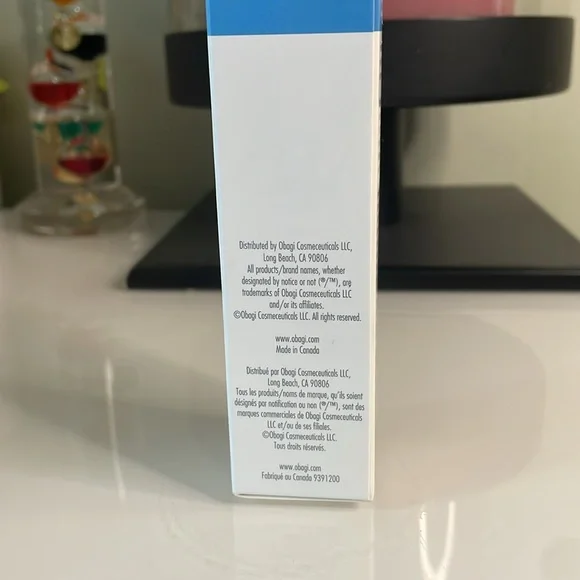 Distributed by Obagi Cosmeceuticals LLC,
Long Beach, CA 90806
All products/brand names, whether
designated by notice or not (®/™), are
trademarks of Obagi Cosmeceuticals LLC
and/or its affiliates.
©Obagi Cosmeceuticals LLC. All rights reserved.
www.obagi.com
Made in Canada
Distribué par Obagi Cosmeceuticals LLC,
Long Beach, CA 90806
Tous les produits/noms de marque, qu'ils soient
désignés par notification ou non (®/™), sont des
marques commerciales de Obagi Cosmeceuticals
LLC et/ou de ses filiales.
©Obagi Cosmeceuticals LLC.
Tous droits réservés.
www.obagi.com
Fabriqué au Canada 9391200